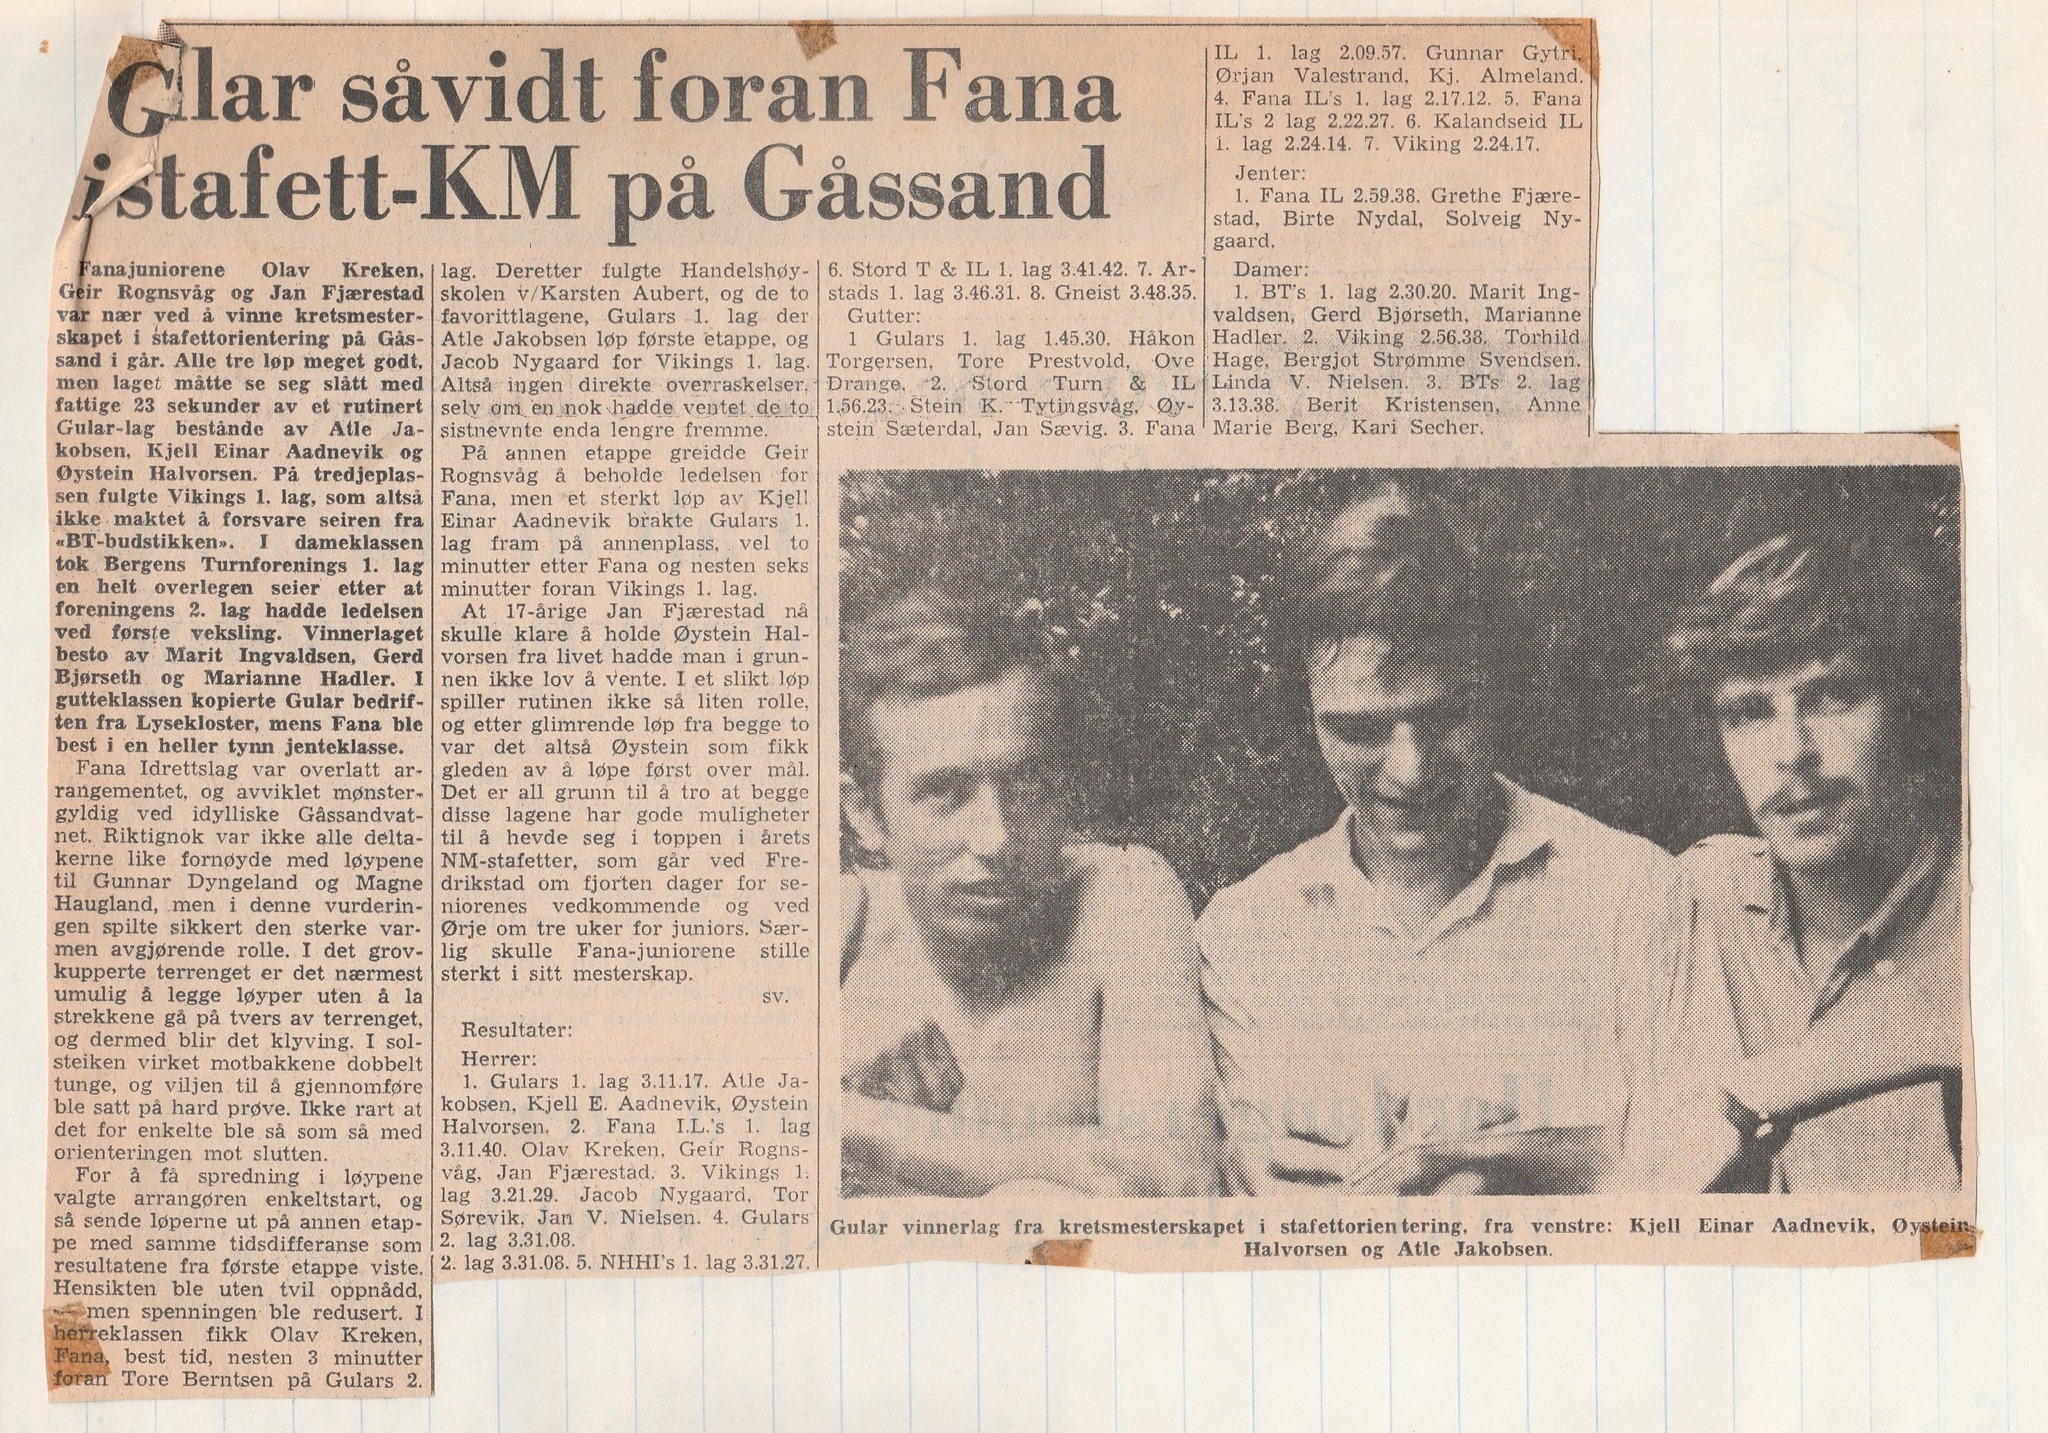 Glar såvidt foran Fana
i stafett-KM på Gåssand
Fanajuniorene Olav Kreken,
Geir Rognsvåg og Jan Fjærestad
var nær ved å vinne kretsmester-
skapet i stafettorientering på Gås-
sand i går. Alle tre løp meget godt,
men laget måtte se seg slått med
fattige 23 sekunder av et rutinert
Gular-lag bestånde av Atle Ja-
kobsen, Kjell Einar Aadnevik og
Øystein Halvorsen. På tredjeplas-
sen fulgte Vikings 1. lag, som altså
ikke maktet å forsvare seiren fra
«BT-budstikken». I dameklassen
tok Bergens Turnforenings 1. lag
en helt overlegen seier etter at
foreningens 2. lag hadde ledelsen
ved første veksling. Vinnerlaget
besto av Marit Ingvaldsen, Gerd
Bjørseth og Marianne Hadler. I
gutteklassen kopierte Gular bedrif-
ten fra Lysekloster, mens Fana ble
best i en heller tynn jenteklasse.
Fana Idrettslag var overlatt ar-
rangementet, og avviklet mønster-
gyldig ved idylliske Gåssandvat-
net. Riktignok var ikke alle delta-
kerne like fornøyde med løypene
til Gunnar Dyngeland og Magne
Haugland, men i denne vurderin-
gen spilte sikkert den sterke var-
men avgjørende rolle. I det grov-
kupperte terrenget er det nærmest
umulig å legge løyper uten å la
strekkene gå på tvers av terrenget,
og dermed blir det klyving. I sol-
steiken virket motbakkene dobbelt
tunge, og viljen til å gjennomføre
ble satt på hard prøve. Ikke rart at
det for enkelte ble så som så med
orienteringen mot slutten.
For å få spredning i løypene
valgte arrangøren enkeltstart, og
så sende løperne ut på annen etap-
pe med samme tidsdifferanse som
resultatene fra første etappe viste.
Hensikten ble uten tvil oppnådd,
— men spenningen ble redusert. I
herreklassen fikk Olav Kreken,
Fana, best tid, nesten 3 minutter
foran Tore Berntsen på Gulars 2.
lag. Deretter fulgte Handelshøy-
skolen v/Karsten Aubert, og de to
favorittlagene, Gulars 1. lag der
Atle Jakobsen løp første etappe, og
Jacob Nygaard for Vikings 1. lag.
Altså ingen direkte overraskelser,
selv om en nok hadde ventet de to
sistnevnte enda lengre fremme.
På annen etappe greidde Geir
Rognsvåg å beholde ledelsen for
Fana, men et sterkt løp av Kjell
Einar Aadnevik brakte Gulars 1.
lag fram på annenplass, vel to
minutter etter Fana og nesten seks
minutter foran Vikings 1. lag.
At 17-årige Jan Fjærestad nå
skulle klare å holde Øystein Hal-
vorsen fra livet hadde man i grun-
nen ikke lov å vente. I et slikt løp
spiller rutinen ikke så liten rolle,
og etter glimrende løp fra begge to
var det altså Øystein som fikk
gleden av å løpe først over mål.
Det er all grunn til å tro at begge
disse lagene har gode muligheter
til å hevde seg i toppen i årets
NM-stafetter, som går ved Fre-
drikstad om fjorten dager for se-
niorenes vedkommende og ved
Ørje om tre uker for juniors. Sær-
lig skulle Fana-juniorene stille
sterkt i sitt mesterskap.
sv.
Resultater:
Herrer:
1. Gulars 1. lag 3.11.17. Atle Ja-
kobsen, Kjell E. Aadnevik, Øystein
Halvorsen. 2. Fana I.L.'s 1. lag
3.11.40. Olav Kreken, Geir Rogns-
våg, Jan Fjærestad. 3. Vikings 1.
lag 3.21.29. Jacob Nygaard, Tor
Sørevik, Jan V. Nielsen. 4. Gulars
2. lag 3.31.08.
2. lag 3.31.08. 5. NHHI's 1. lag 3.31.27.
6. Stord T & IL 1. lag 3.41.42. 7. År-
stads 1. lag 3.46.31. 8. Gneist 3.48.35.
Gutter:
1 Gulars 1. lag 1.45.30. Håkon
Torgersen, Tore Prestvold, Ove
Drange. 2. Stord Turn & IL
1.56.23. Stein K. Tytingsvåg, Øy-
stein Sæterdal, Jan Sævig. 3. Fana
IL 1. lag 2.09.57. Gunnar Gytri,
Ørjan Valestrand, Kj. Almeland.
4. Fana IL's 1. lag 2.17.12. 5. Fana
IL's 2 lag 2.22.27. 6. Kalandseid IL
1. lag 2.24.14. 7. Viking 2.24.17.
Jenter:
1. Fana IL 2.59.38. Grethe Fjære-
stad, Birte Nydal, Solveig Ny-
gaard.
Damer:
1. BT's 1. lag 2.30.20. Marit Ing-
valdsen, Gerd Bjørseth, Marianne
Hadler. 2. Viking 2.56.38. Torhild
Hage, Bergjot Strømme Svendsen.
Linda V. Nielsen. 3. BTs 2. lag
3.13.38. Berit Kristensen, Anne
Marie Berg, Kari Secher.
Gular vinnerlag fra kretsmesterskapet i stafettorientering, fra venstre: Kjell Einar Aadnevik, Øystein
Halvorsen og Atle Jakobsen.